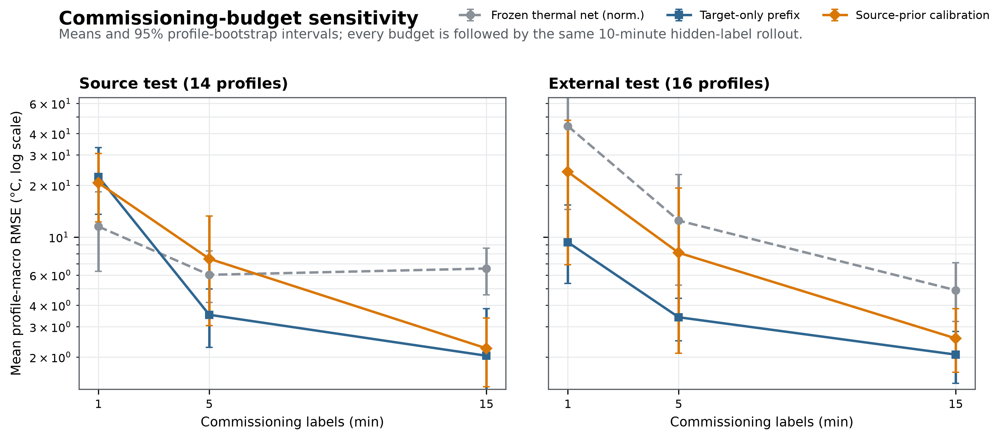 Commissioning-budget sensitivity
Frozen thermal net (norm.)
Target-only prefix
Source-prior calibration
Means and 95% profile-bootstrap intervals; every budget is followed by the same 10-minute hidden-label rollout.
Source test (14 profiles)
External test (16 profiles)
Mean profile-macro RMSE (°C, log scale)
6 × 10¹
4 × 10¹
3 × 10¹
2 × 10¹
10¹
6 × 10⁰
4 × 10⁰
3 × 10⁰
2 × 10⁰
1 5 15
1 5 15
Commissioning labels (min)
Commissioning labels (min)